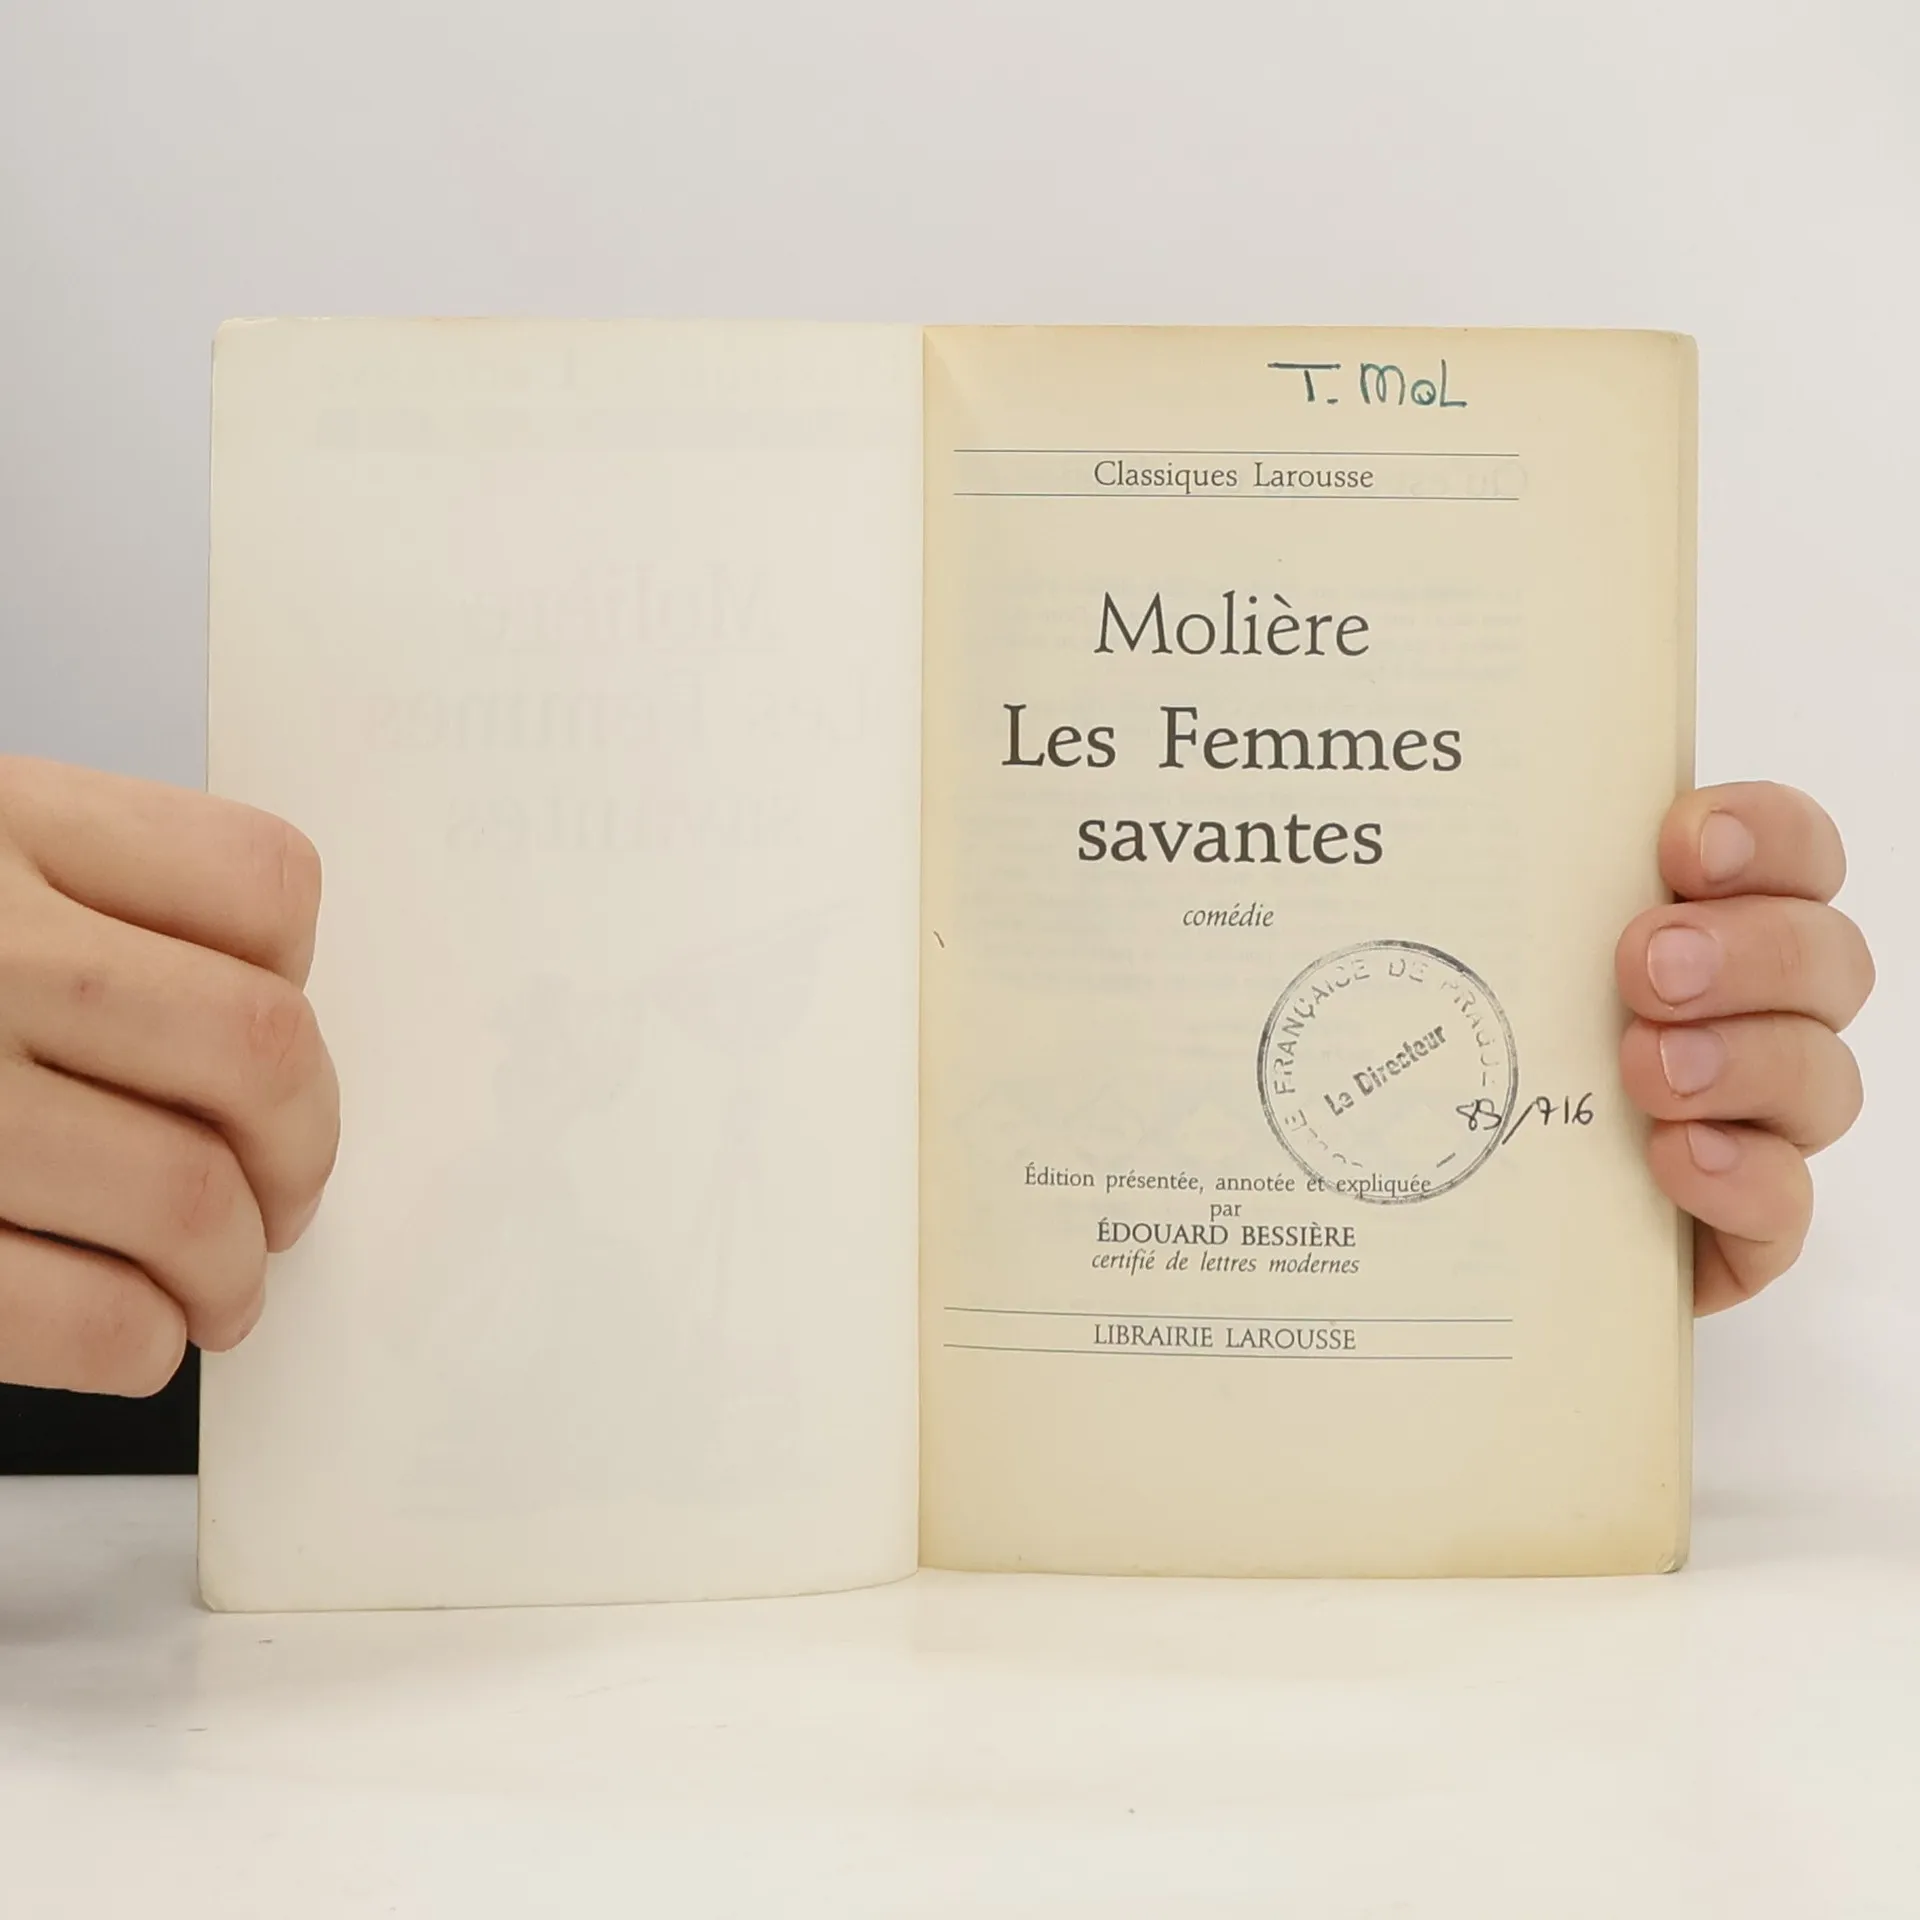 T. MOL
Classiques Larousse
Molière
Les Femmes
savantes
comédie
FRANÇAISE DE
Le Directeur
83/716
Édition présentée, annotée et expliquée
par
ÉDOUARD BESSIÈRE
certifié de lettres modernes
LIBRAIRIE LAROUSSE